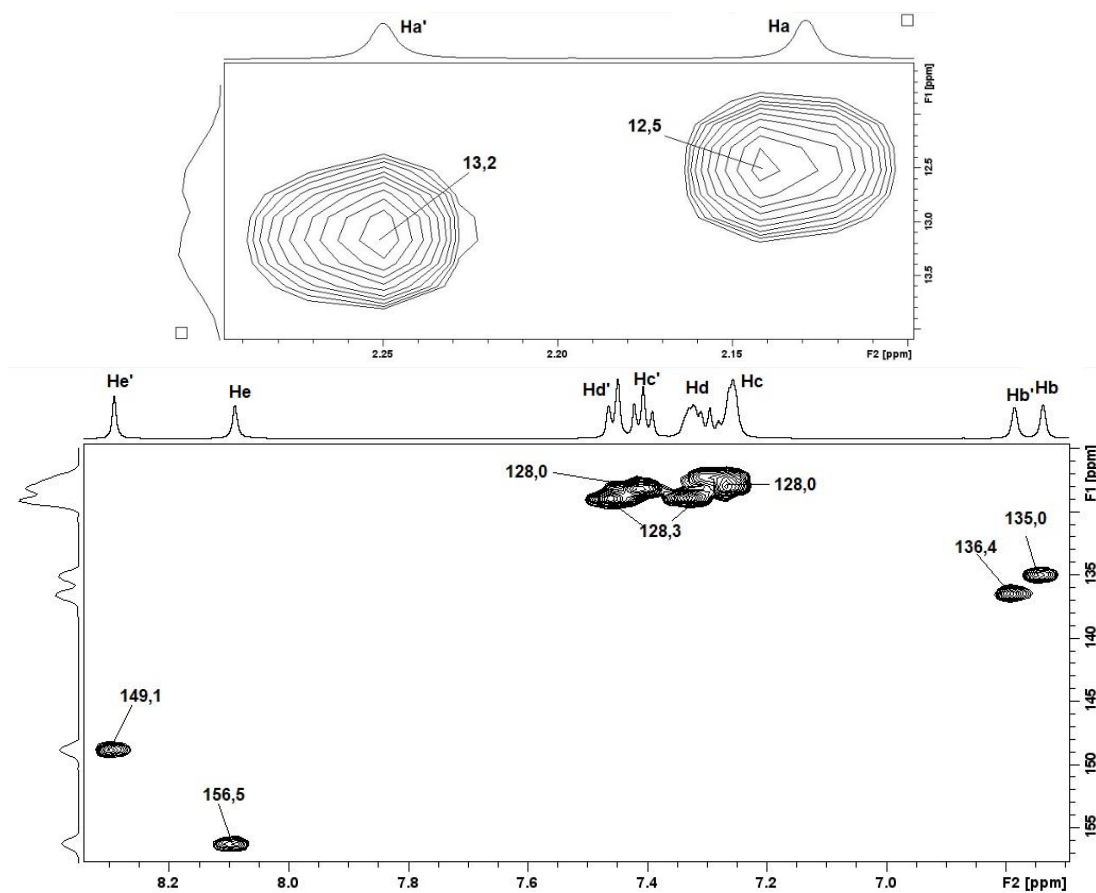 Ha'
Ha
12,5
13,2
12.5
13.0
13.5
F1 [ppm]
2.25
2.20
2.15
F2 [ppm]
He'
He
Hd'
Hc'
Hd
Hc
Hb'
Hb
128,0
128,0
128,3
136,4
135,0
149,1
156,5
F1 [ppm]
135
140
145
150
155
8.2
8.0
7.8
7.6
7.4
7.2
7.0
F2 [ppm]